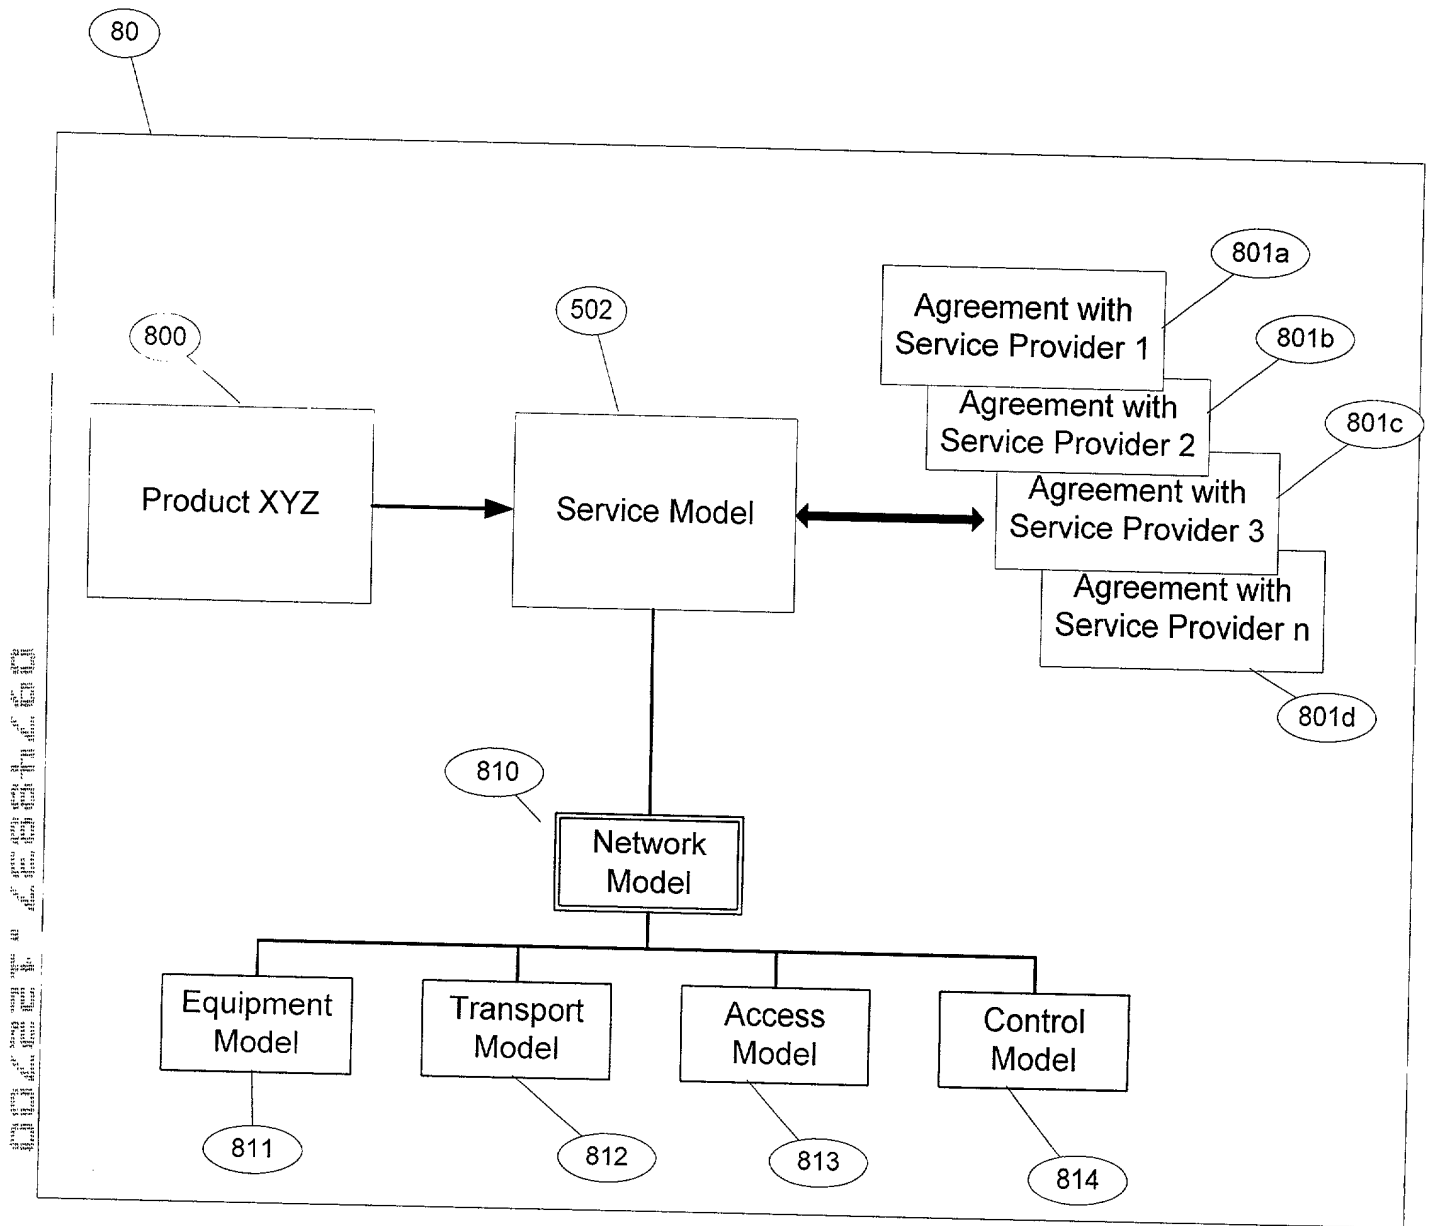 80
801a
Agreement with
Service Provider 1
502
800
801b
Agreement with
Service Provider 2
801c
Product XYZ
Service Model
Agreement with
Service Provider 3
Agreement with
Service Provider n
801d
810
Network
Model
Equipment
Model
Transport
Model
Access
Model
Control
Model
811
812
813
814